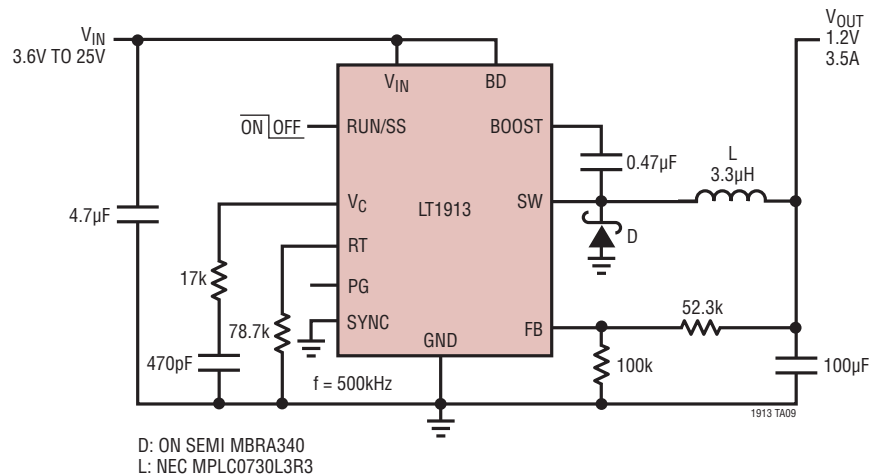 VIN
3.6V TO 25V
VOUT
1.2V
3.5A
VIN
BD
ON OFF
RUN/SS
BOOST
0.47µF
L
3.3µH
4.7µF
VC
LT1913
SW
D
RT
17k
PG
52.3k
78.7k
SYNC
FB
GND
470pF
f = 500kHz
100k
100µF
1913 TA09
D: ON SEMI MBRA340
L: NEC MPLC0730L3R3